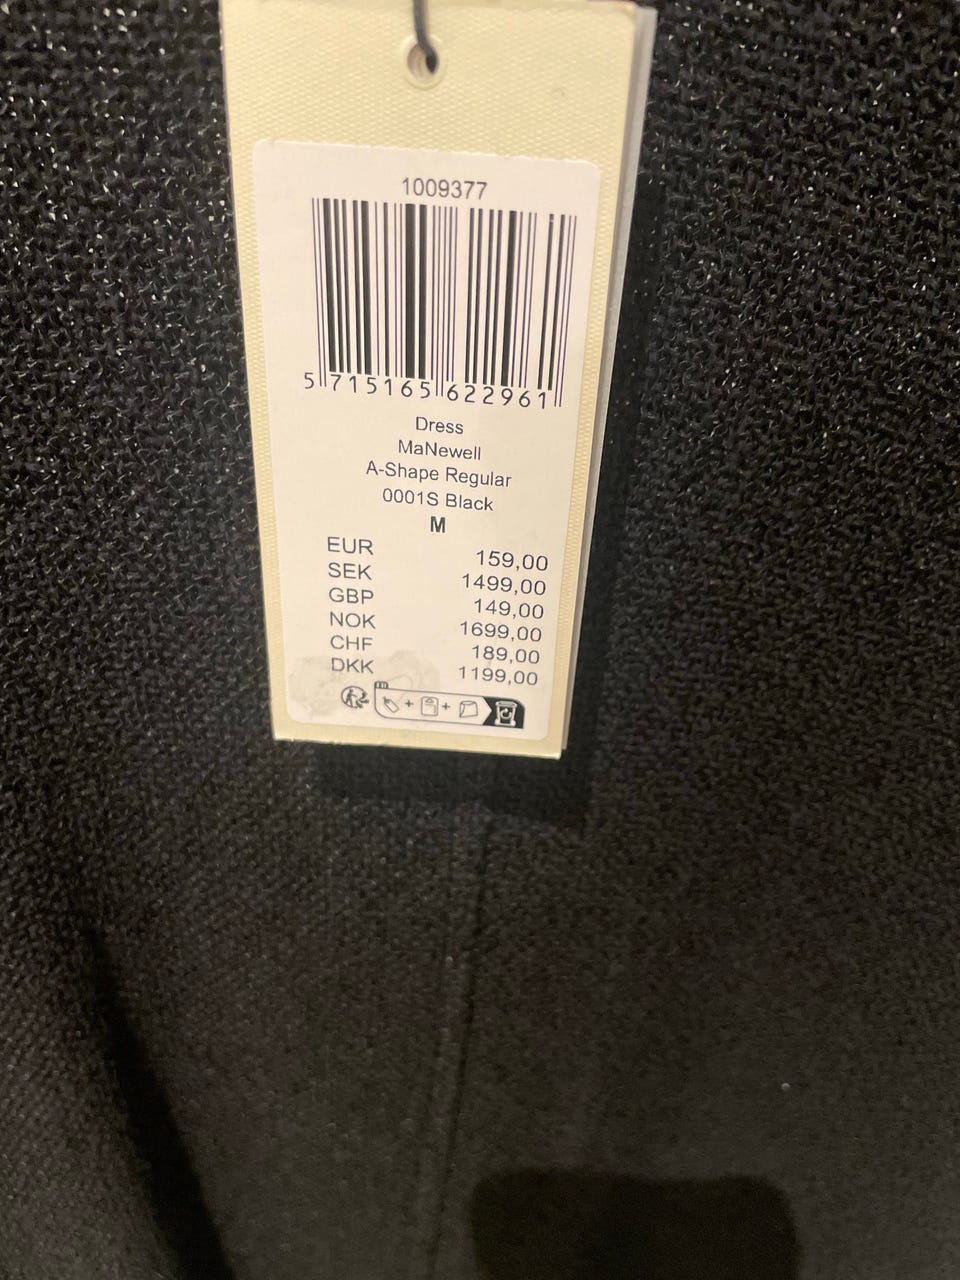 1009377
5 715165 622961
Dress
MaNewell
A-Shape Regular
0001S Black
M
EUR 159,00
SEK 1499,00
GBP 149,00
NOK 1699,00
CHF 189,00
DKK 1199,00